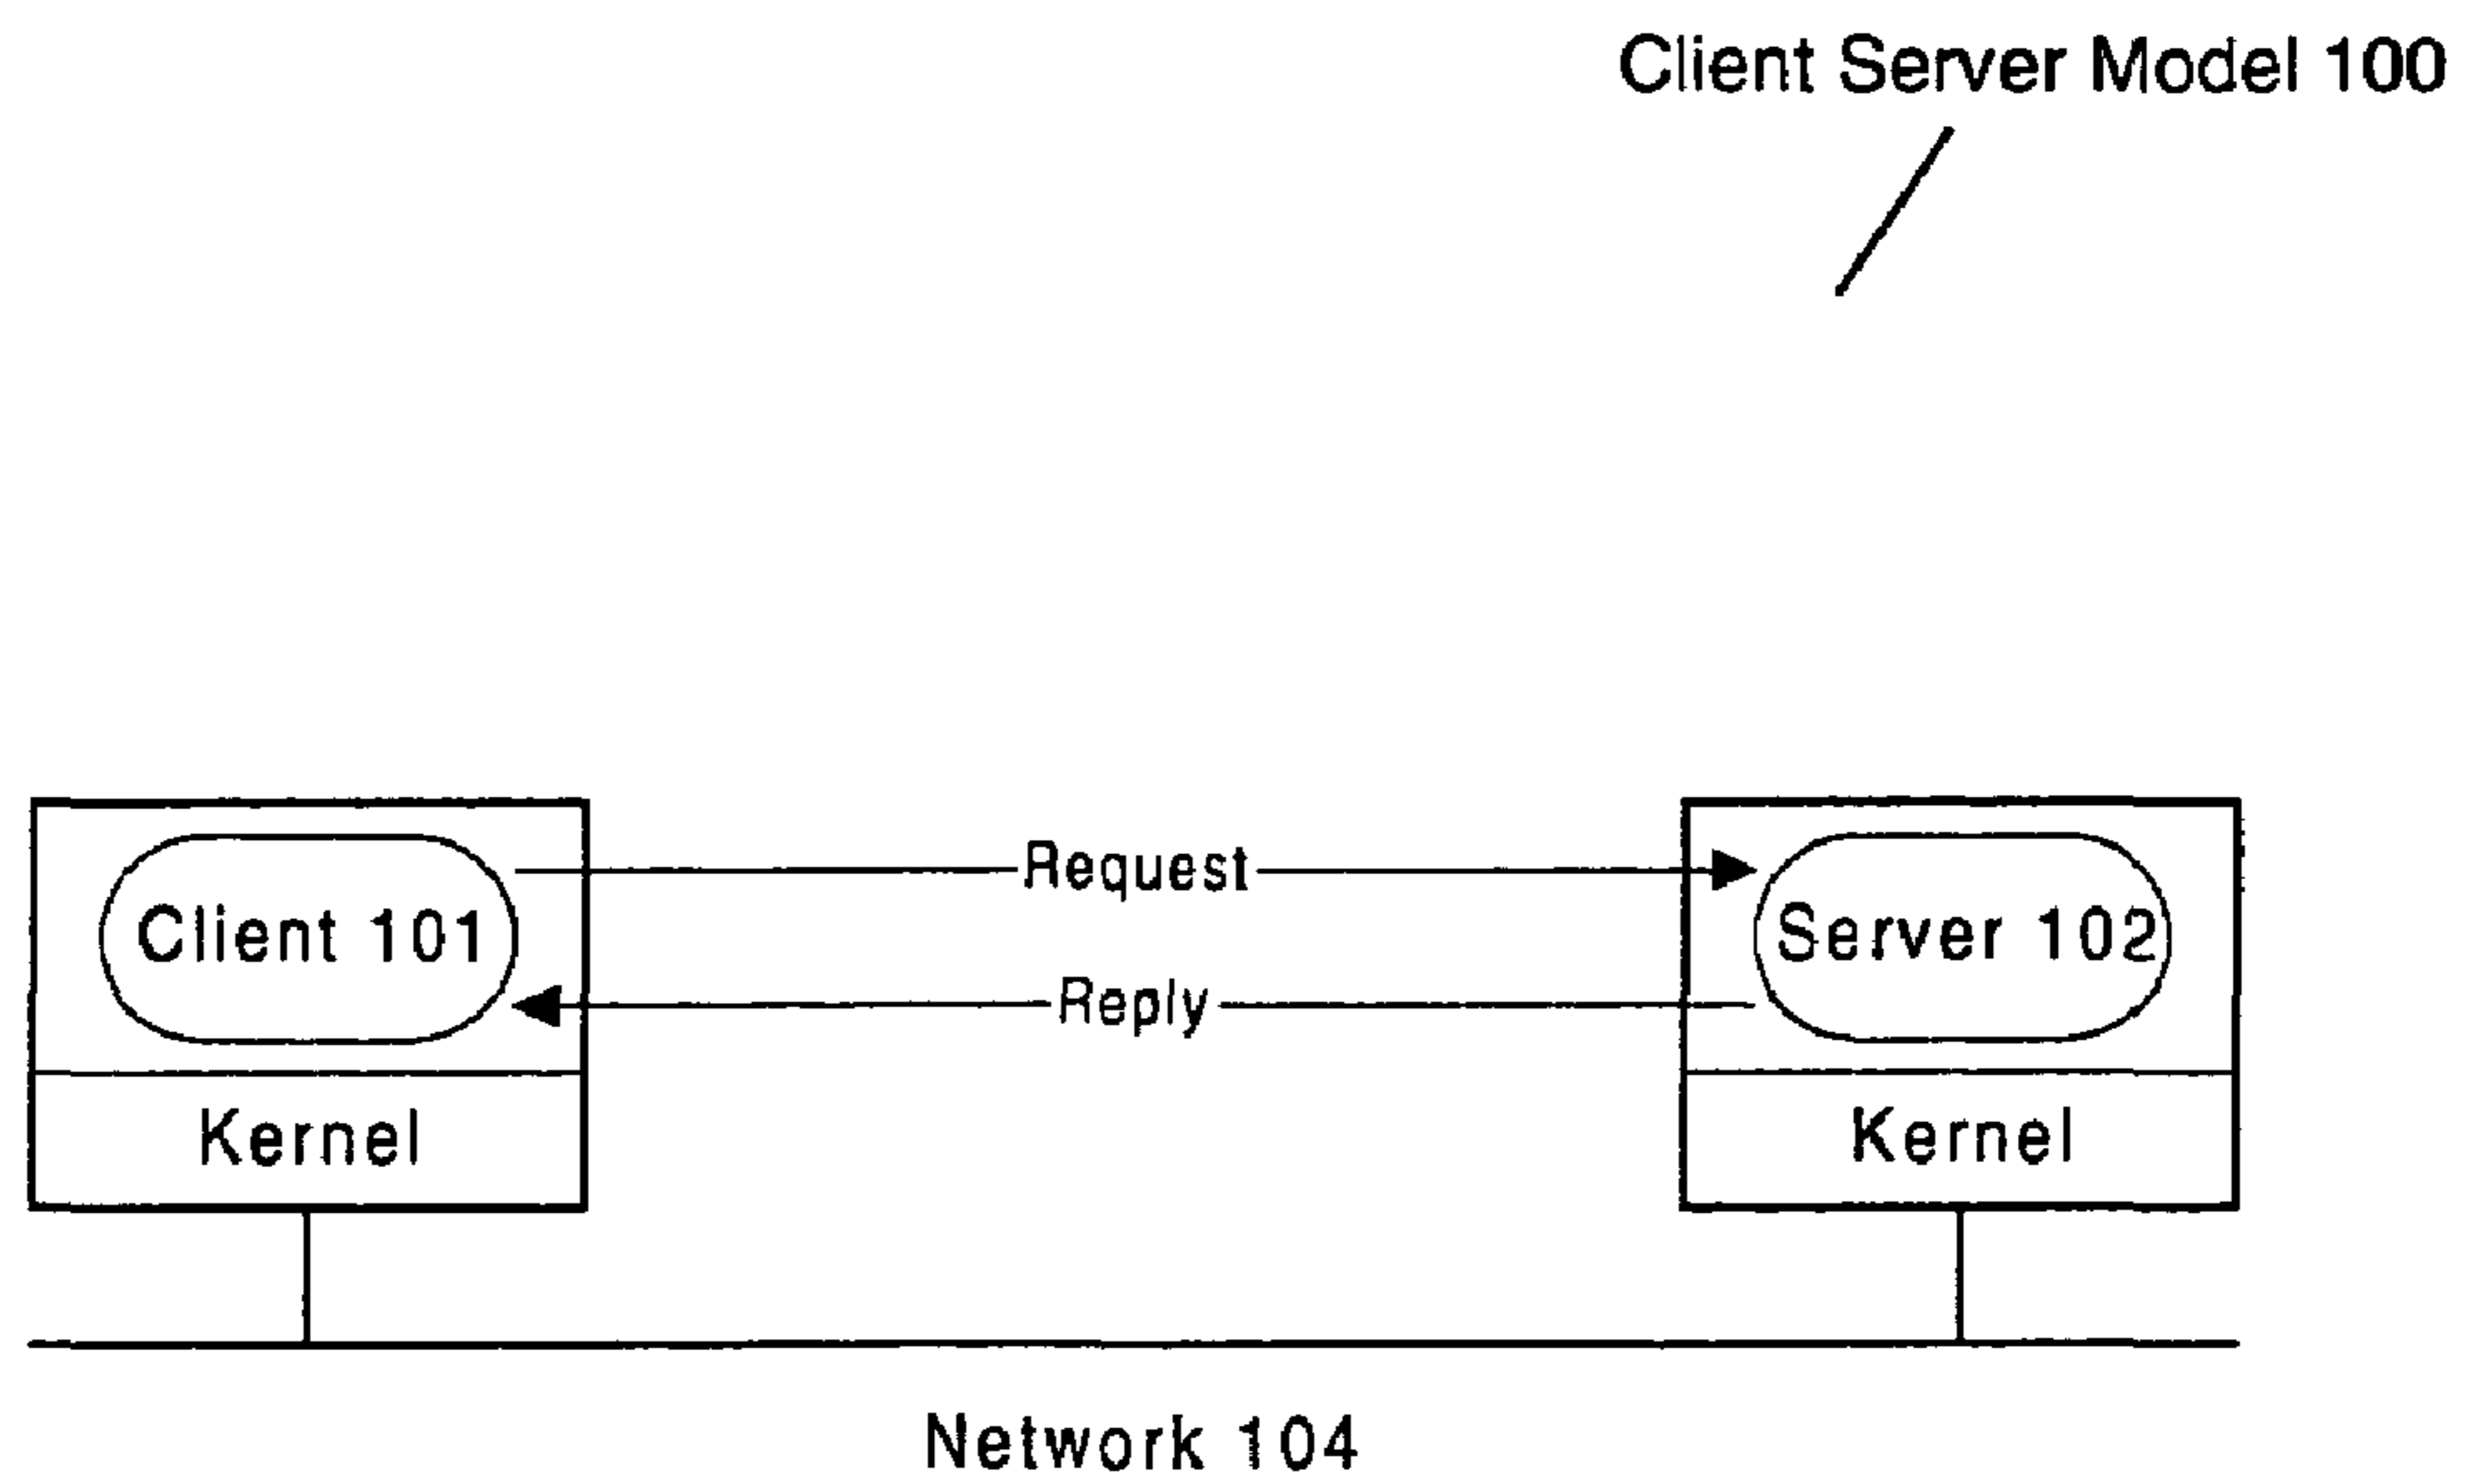 Client Server Model 100
Request
Client 101
Server 102
Reply
Kernel
Kernel
Network 104